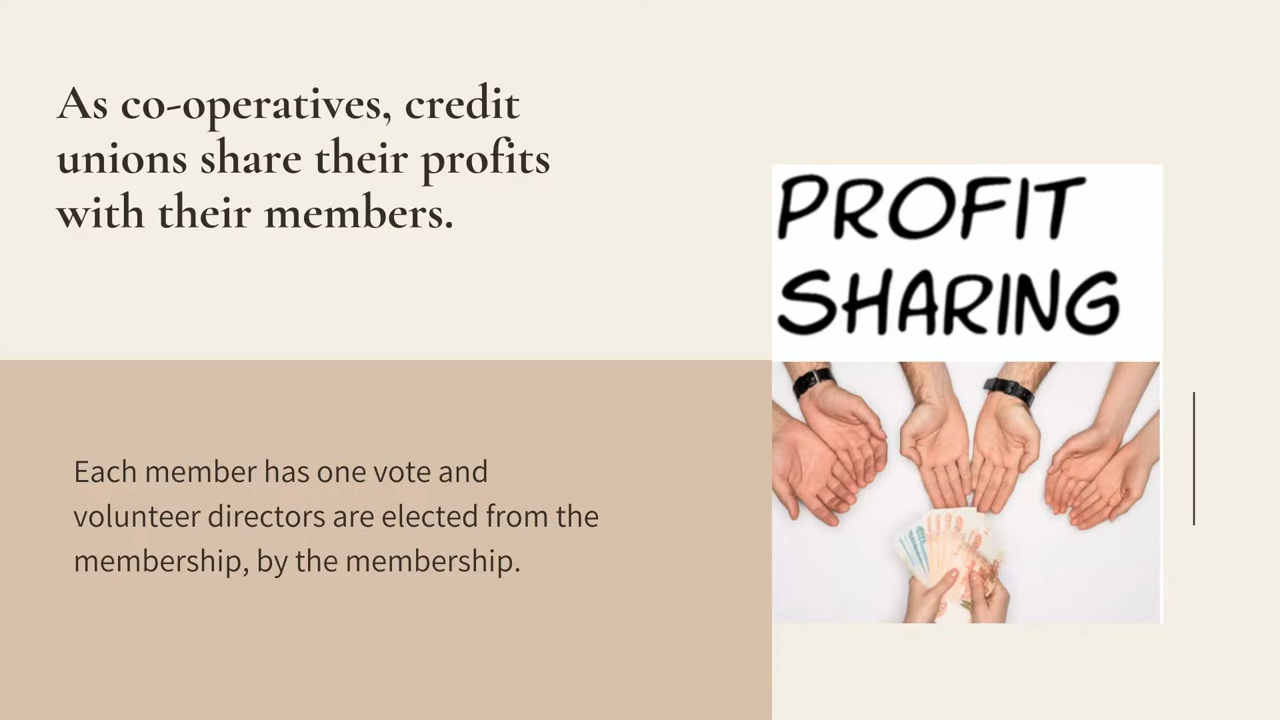 As co-operatives, credit
unions share their profits
with their members.
PROFIT
SHARING
Each member has one vote and
volunteer directors are elected from the
membership, by the membership.